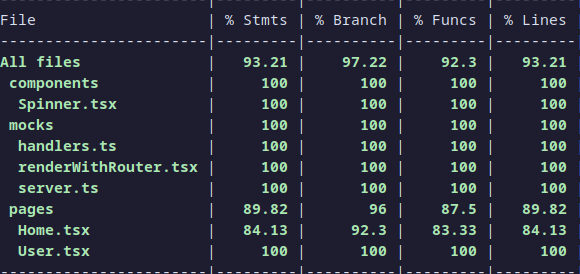 -----------------------|---------|----------|---------|---------
File                   | % Stmts | % Branch | % Funcs | % Lines
-----------------------|---------|----------|---------|---------
All files              |   93.21 |    97.22 |    92.3 |   93.21
 components            |     100 |      100 |     100 |     100
  Spinner.tsx          |     100 |      100 |     100 |     100
 mocks                 |     100 |      100 |     100 |     100
  handlers.ts          |     100 |      100 |     100 |     100
  renderWithRouter.tsx |     100 |      100 |     100 |     100
  server.ts            |     100 |      100 |     100 |     100
 pages                 |   89.82 |       96 |    87.5 |   89.82
  Home.tsx             |   84.13 |     92.3 |   83.33 |   84.13
  User.tsx             |     100 |      100 |     100 |     100
-----------------------|---------|----------|---------|---------